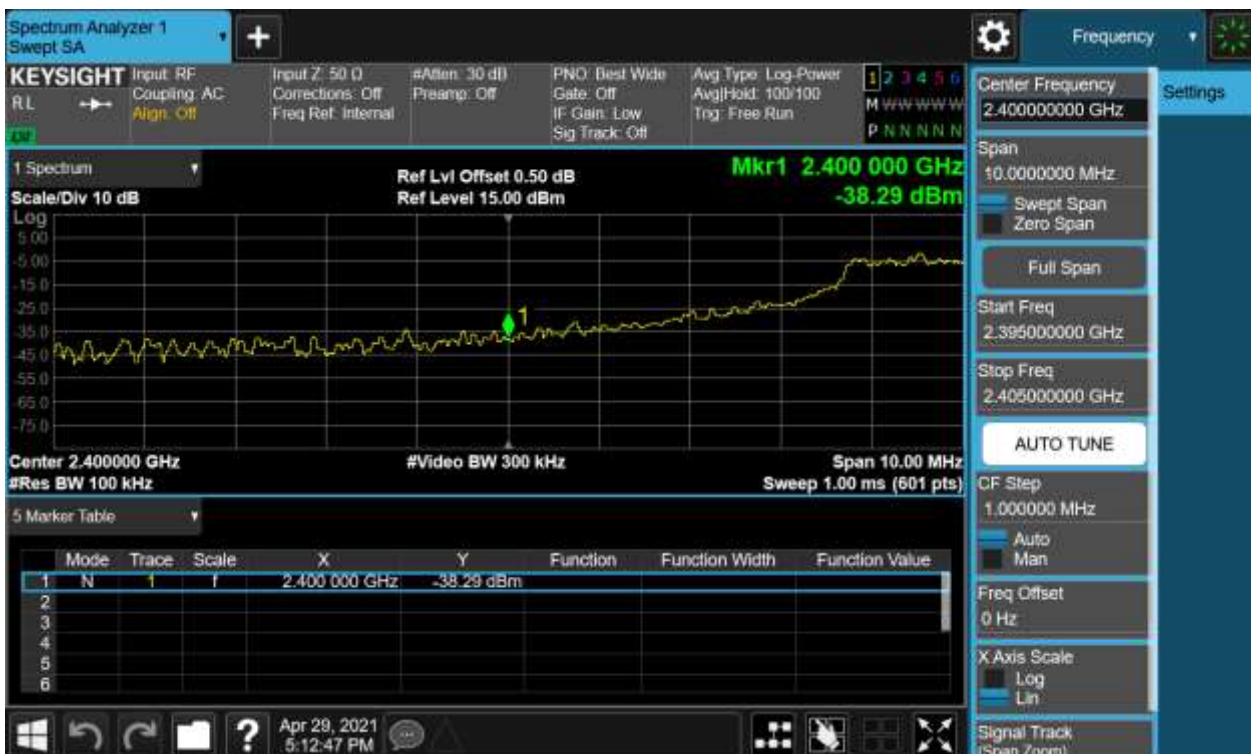 Spectrum Analyzer 1
Swept SA
+
Frequency
KEYSIGHT
RL
Input: RF
Coupling: AC
Align: Off
Input Z: 50 Ω
Corrections: Off
Freq Ref: Internal
#Atten: 30 dB
Preamp: Off
PNO: Best Wide
Gate: Off
IF Gain: Low
Sig Track: Off
Avg Type: Log-Power
Avg|Hold: 100/100
Trig: Free Run
1 2 3 4 5 6
M W W W W W
P N N N N N
Center Frequency
2.400000000 GHz
Settings
Span
10.0000000 MHz
Swept Span
Zero Span
Full Span
Start Freq
2.395000000 GHz
Stop Freq
2.405000000 GHz
AUTO TUNE
CF Step
1.000000 MHz
Auto
Man
Freq Offset
0 Hz
X Axis Scale
Log
Lin
Signal Track
(Span Zoom)
1 Spectrum
Scale/Div 10 dB
Ref Lvl Offset 0.50 dB
Ref Level 15.00 dBm
Mkr1 2.400 000 GHz
-38.29 dBm
Log
5.00
-5.00
-15.0
-25.0
-35.0
-45.0
-55.0
-65.0
-75.0
1
Center 2.400000 GHz
#Res BW 100 kHz
#Video BW 300 kHz
Span 10.00 MHz
Sweep 1.00 ms (601 pts)
5 Marker Table
Mode Trace Scale X Y Function Function Width Function Value
1 N 1 f 2.400 000 GHz -38.29 dBm
2
3
4
5
6
?
Apr 29, 2021
5:12:47 PM